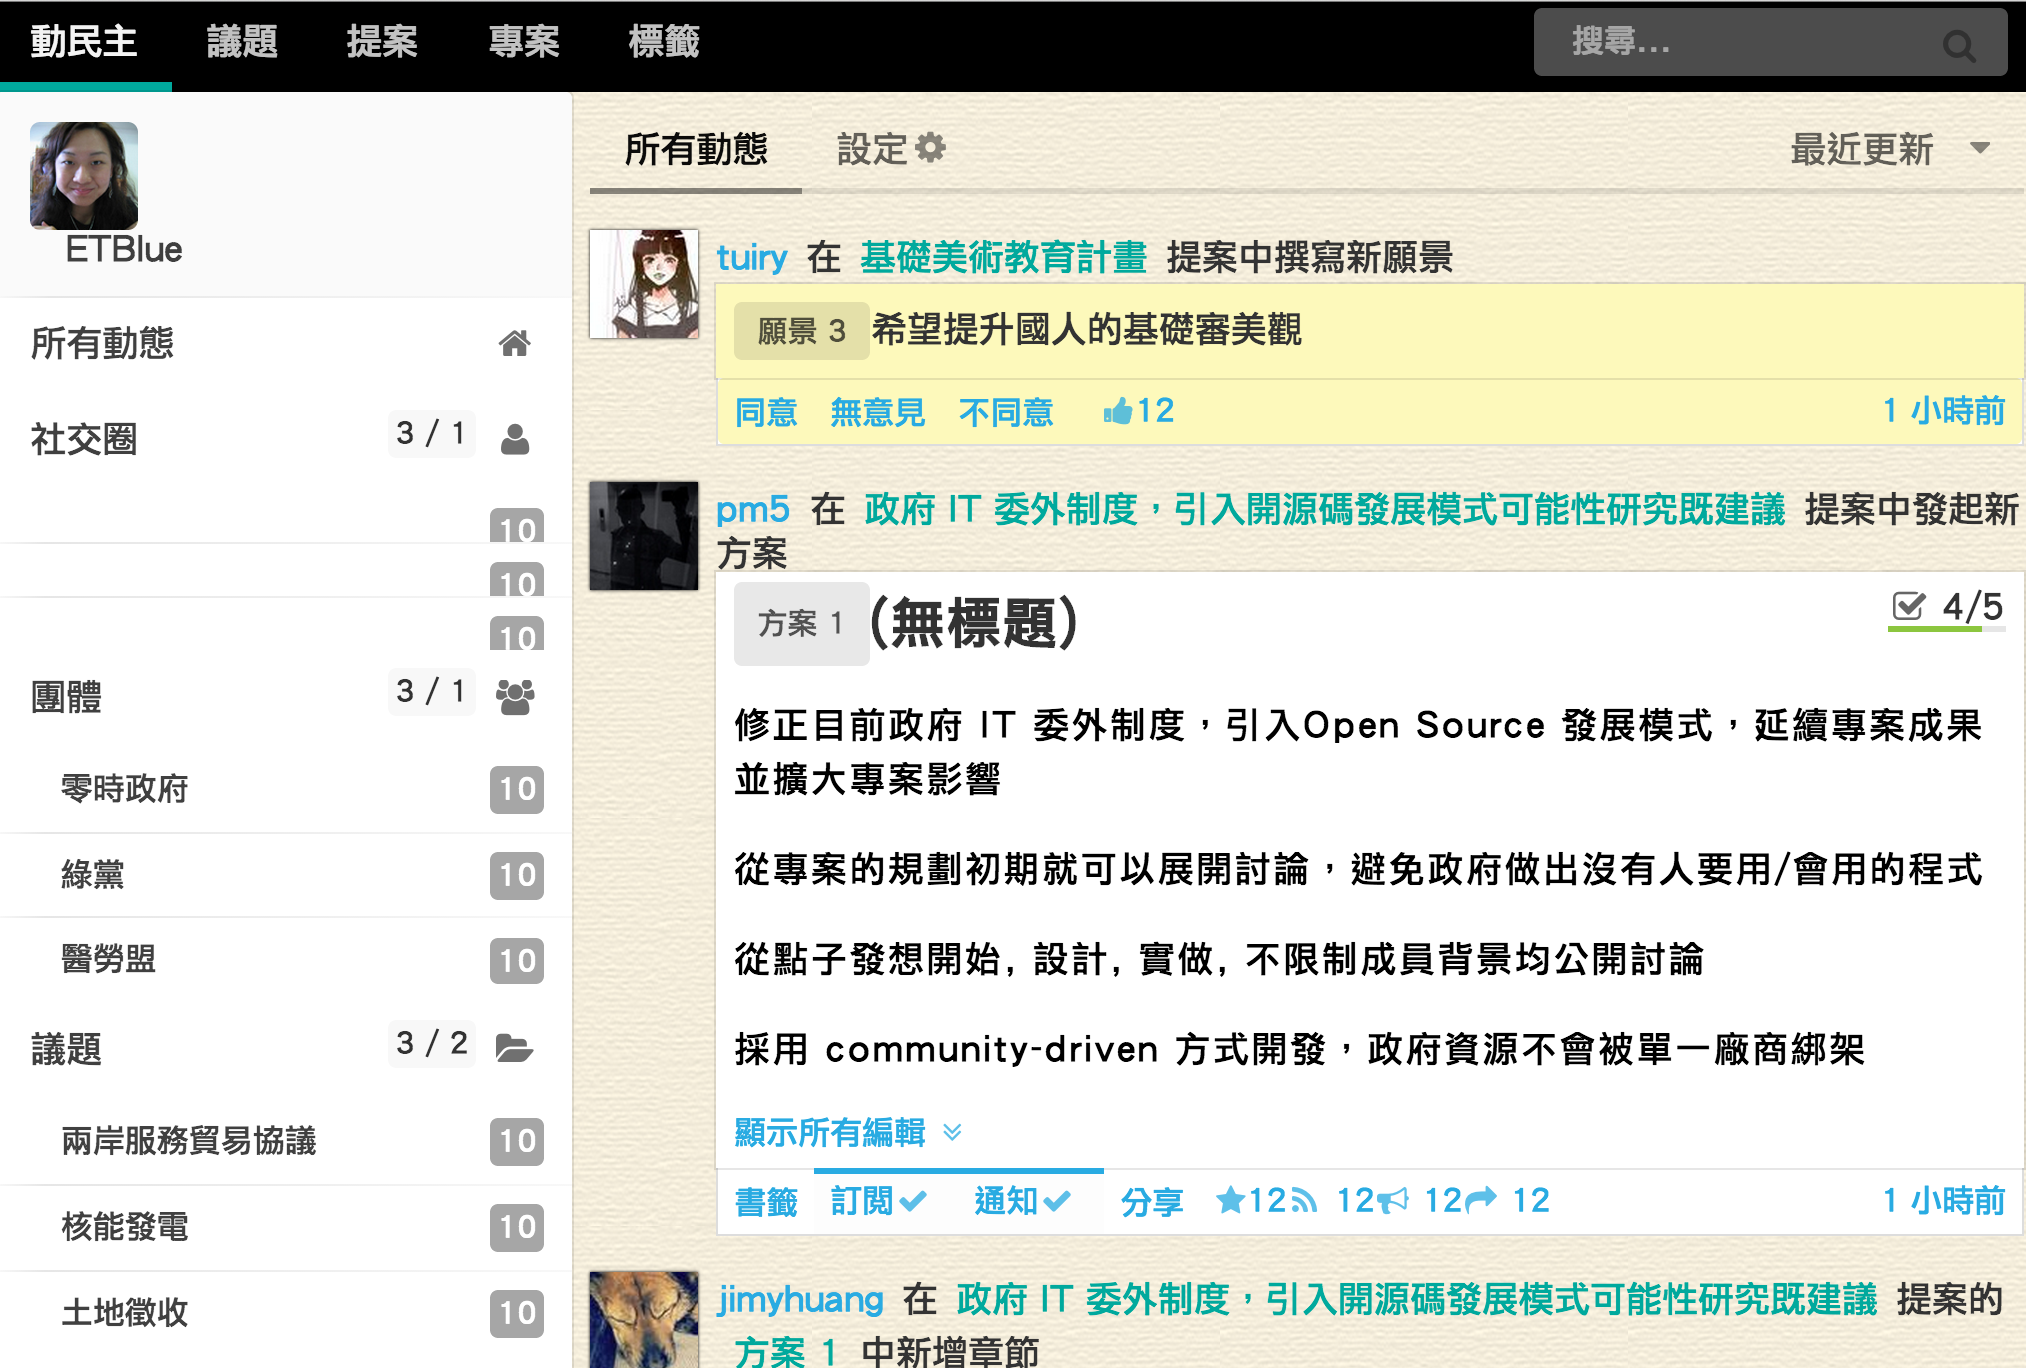 動民主 議題 提案 專案 標籤 搜尋...
ETBlue
所有動態
社交圈 3 / 1
10
10
10
團體 3 / 1
零時政府 10
綠黨 10
醫勞盟 10
議題 3 / 2
兩岸服務貿易協議 10
核能發電 10
土地徵收 10
所有動態 設定 最近更新
tuiry 在 基礎美術教育計畫 提案中撰寫新願景
願景 3 希望提升國人的基礎審美觀
同意 無意見 不同意 12 1 小時前
pm5 在 政府 IT 委外制度，引入開源碼發展模式可能性研究既建議 提案中發起新
方案
方案 1 (無標題) 4/5
修正目前政府 IT 委外制度，引入Open Source 發展模式，延續專案成果
並擴大專案影響
從專案的規劃初期就可以展開討論，避免政府做出沒有人要用/會用的程式
從點子發想開始, 設計, 實做, 不限制成員背景均公開討論
採用 community-driven 方式開發，政府資源不會被單一廠商綁架
顯示所有編輯
書籤 訂閱 通知 分享 12 12 12 12 1 小時前
jimyhuang 在 政府 IT 委外制度，引入開源碼發展模式可能性研究既建議 提案的
方案 1 中新增章節